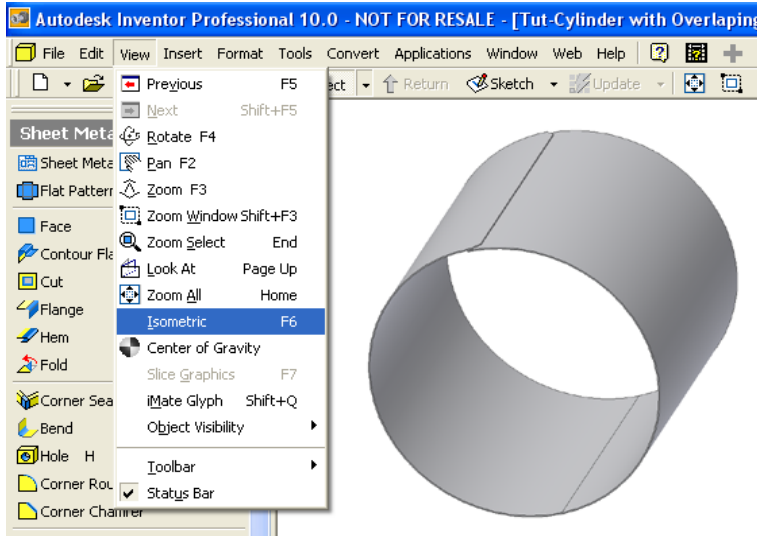 Autodesk Inventor Professional 10.0 - NOT FOR RESALE - [Tut-Cylinder with Overlaping
File Edit View Insert Format Tools Convert Applications Window Web Help
ect Return Sketch Update
Sheet Meta
Sheet Meta
Flat Patterr
Face
Contour Fla
Cut
Flange
Hem
Fold
Corner Sea
Bend
Hole H
Corner Rou
Corner Chamfer
Previous F5
Next Shift+F5
Rotate F4
Pan F2
Zoom F3
Zoom Window Shift+F3
Zoom Select End
Look At Page Up
Zoom All Home
Isometric F6
Center of Gravity
Slice Graphics F7
iMate Glyph Shift+Q
Object Visibility
Toolbar
Status Bar